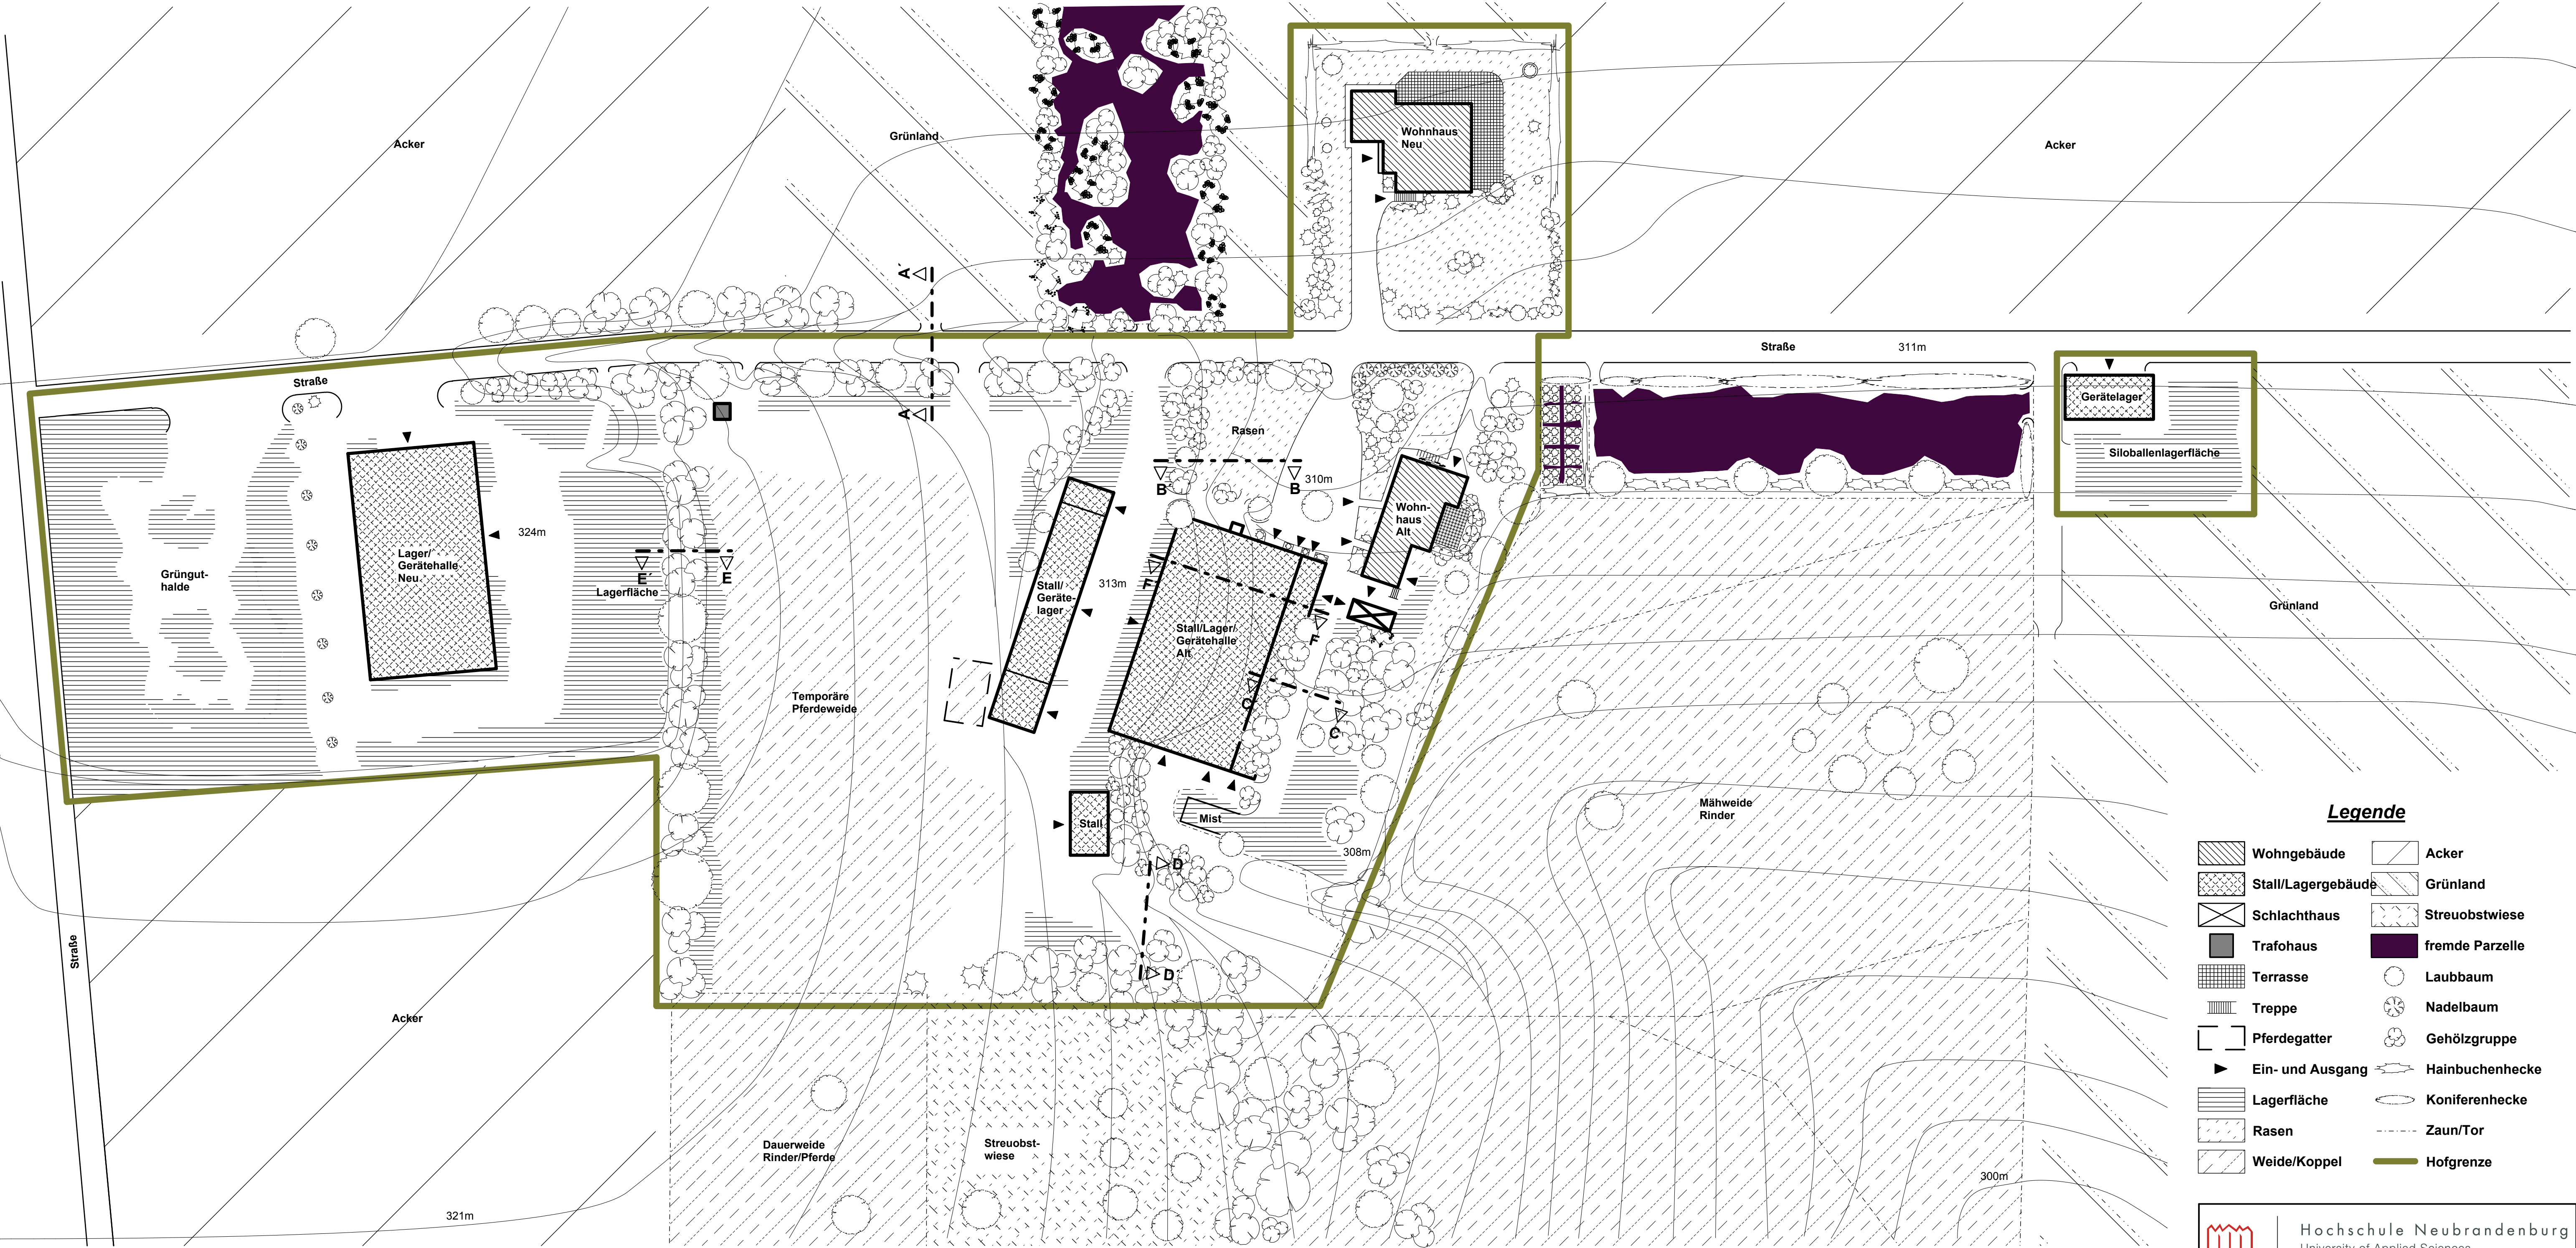 Acker
Grünland
Wohnhaus
Neu
Acker
A´
A
Straße
Straße
311m
Gerätelager
Siloballenlagerfläche
Rasen
B´
B
310m
Wohn-
haus
Alt
324m
Lager/
Gerätehalle
Neu
Grüngut-
halde
E´
E
Lagerfläche
Stall/
Geräte-
lager
313m
F´
F
Stall/Lager/
Gerätehalle
Alt
Grünland
Temporäre
Pferdeweide
C
Mähweide
Rinder
Stall
Mist
308m
D
D´
Straße
Acker
Dauerweide
Rinder/Pferde
Streuobst-
wiese
300m
321m
Legende
Wohngebäude
Acker
Stall/Lagergebäude
Grünland
Schlachthaus
Streuobstwiese
Trafohaus
fremde Parzelle
Terrasse
Laubbaum
Treppe
Nadelbaum
Pferdegatter
Gehölzgruppe
Ein- und Ausgang
Hainbuchenhecke
Lagerfläche
Koniferenhecke
Rasen
Zaun/Tor
Weide/Koppel
Hofgrenze
Hochschule Neubrandenburg
University of Applied Sciences